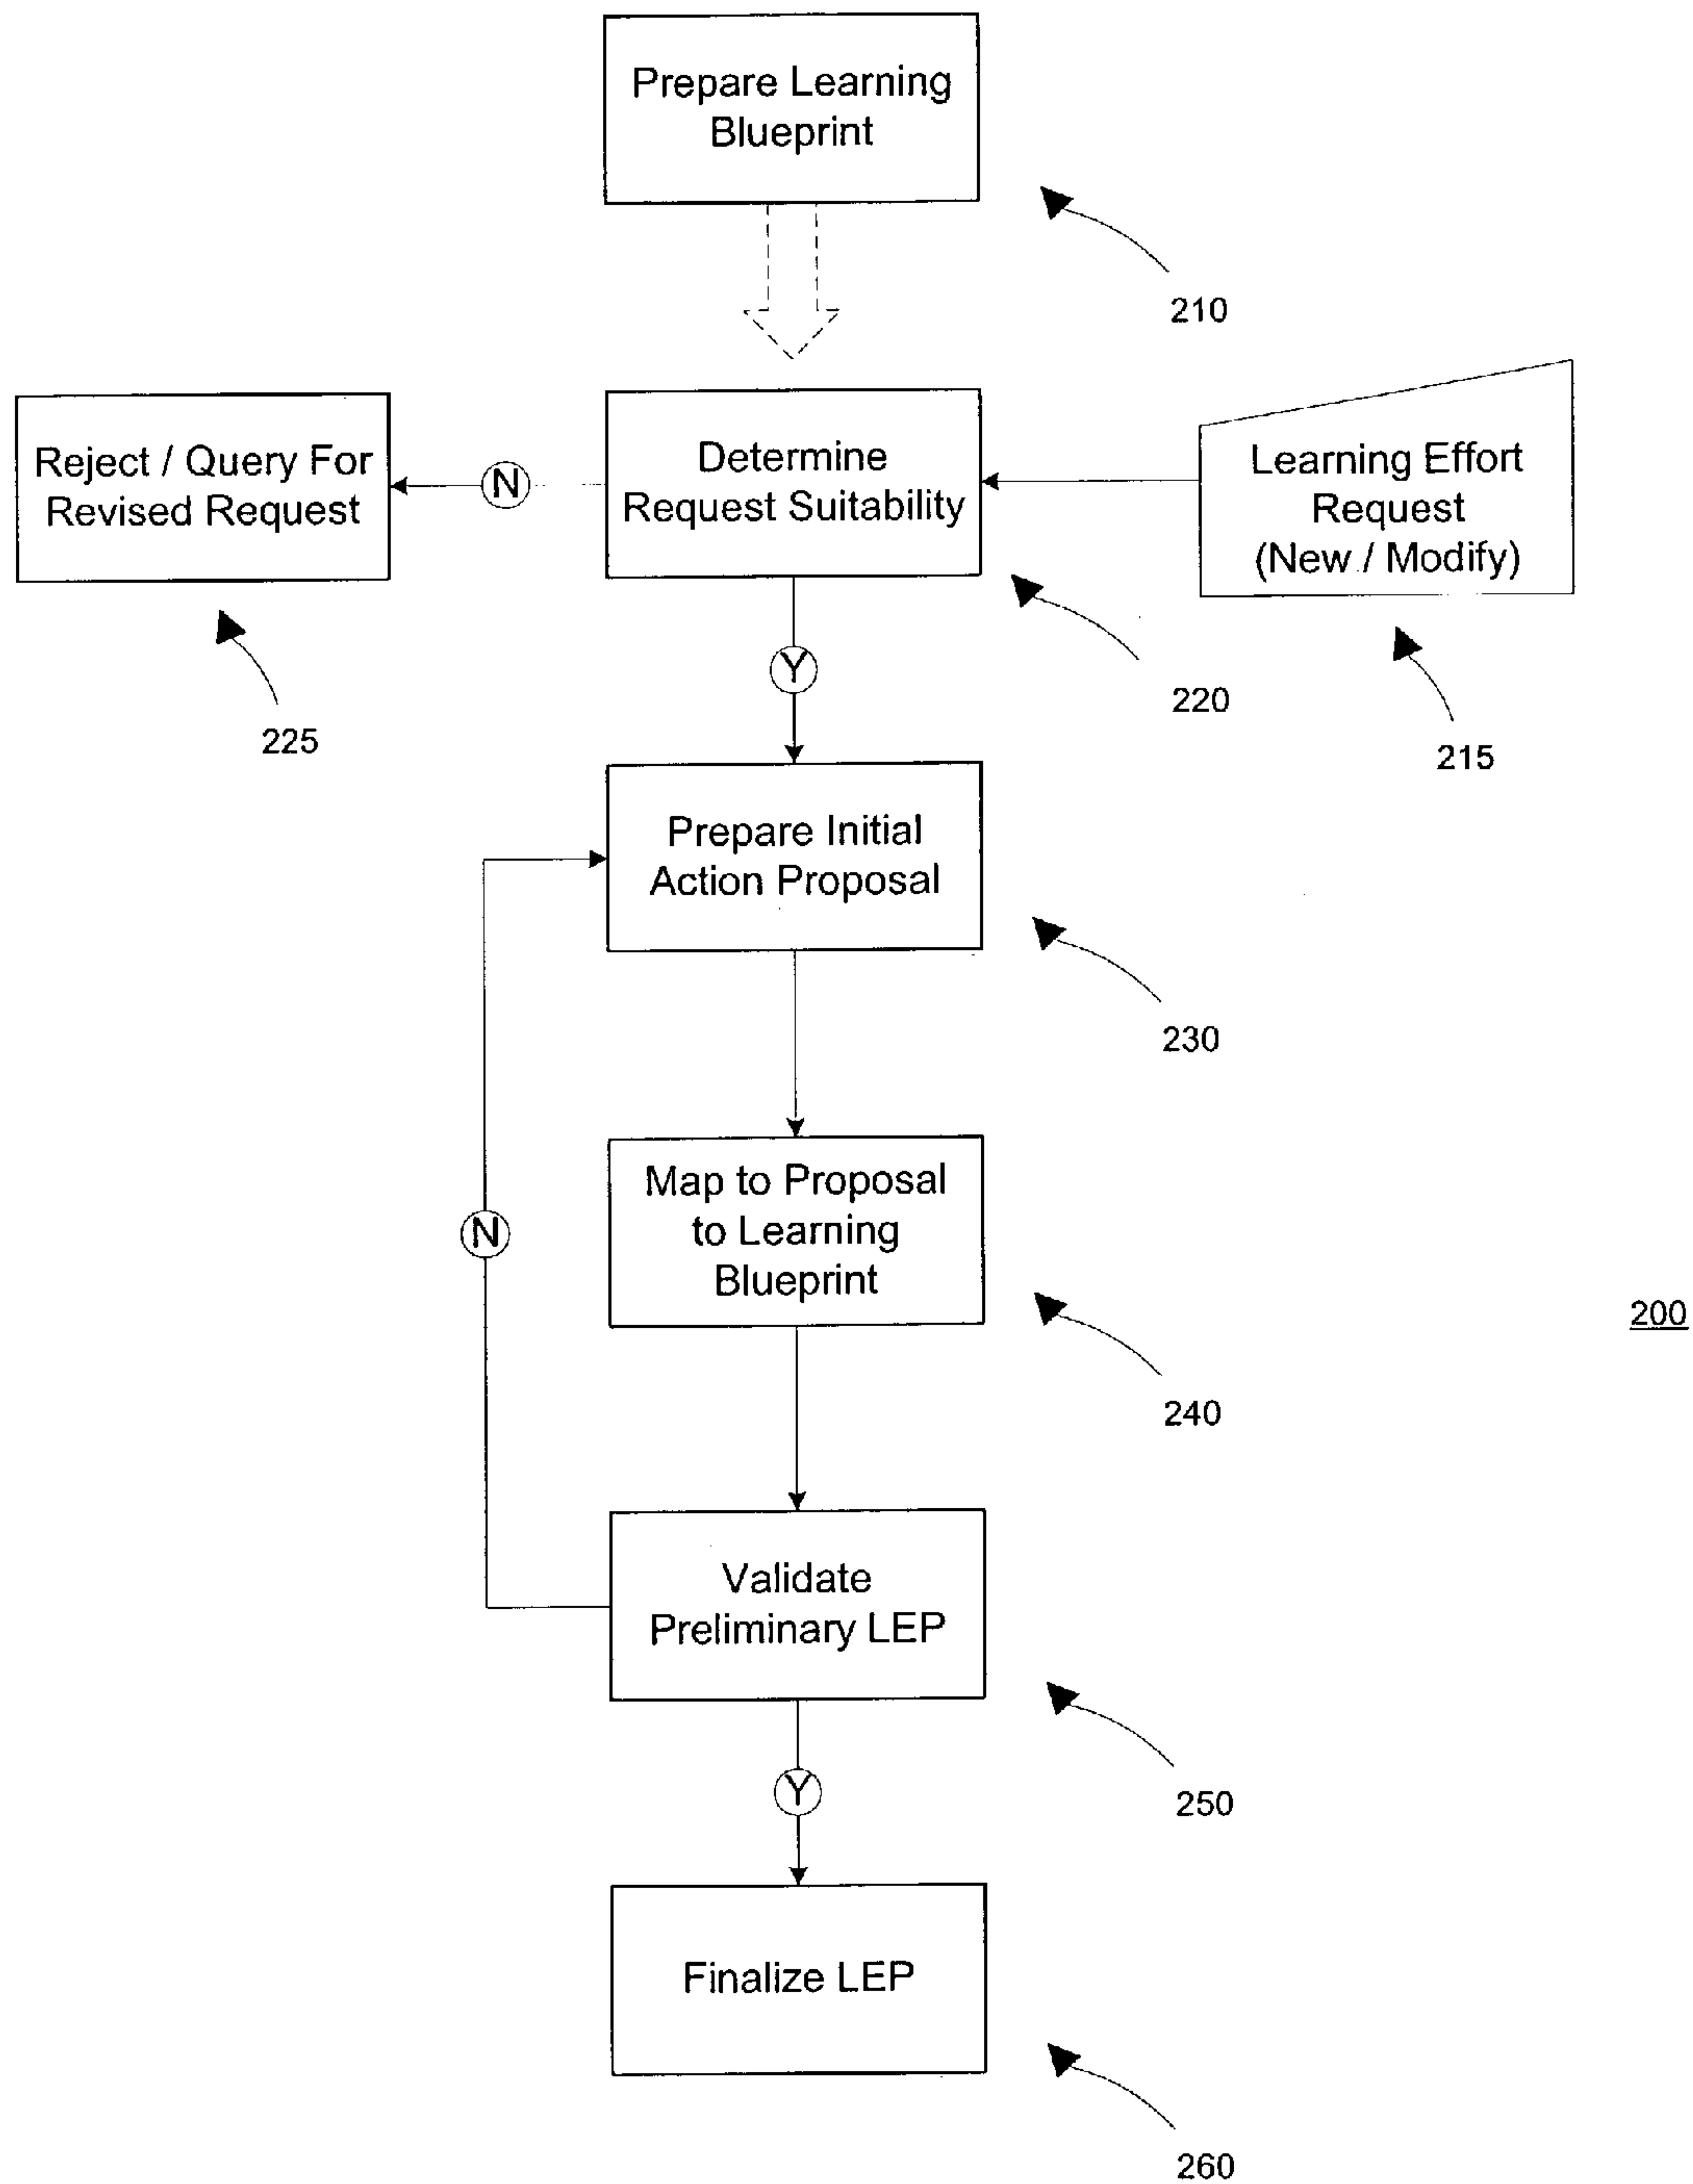 Prepare Learning
Blueprint
210
Reject / Query For
Revised Request
225
N
Determine
Request Suitability
220
Learning Effort
Request
(New / Modify)
215
Y
Prepare Initial
Action Proposal
230
N
Map to Proposal
to Learning
Blueprint
240
200
Validate
Preliminary LEP
250
Y
Finalize LEP
260